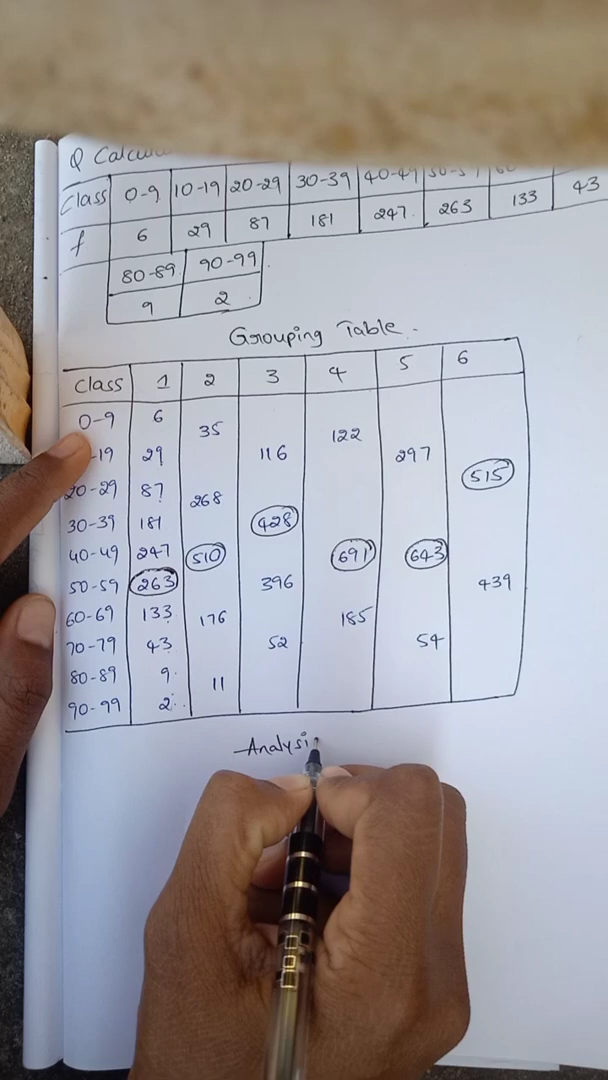 Q Calcu
Class 0-9 10-19 20-29 30-39 40-49
f 6 29 87 181 247 263 133 43
80-89 90-99
9 2
Grouping Table.
Class 1 2 3 4 5 6
0-9 6
35 122
-19 29 116 297
515
20-29 87
268
30-39 181 428
40-49 247 510 691 643
50-59 263 396 439
60-69 133 176 185
70-79 43 52 54
80-89 9
11
90-99 2
Analysi